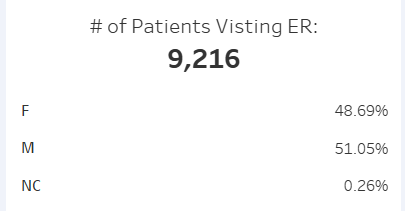 # of Patients Visting ER:
9,216
F 48.69%
M 51.05%
NC 0.26%